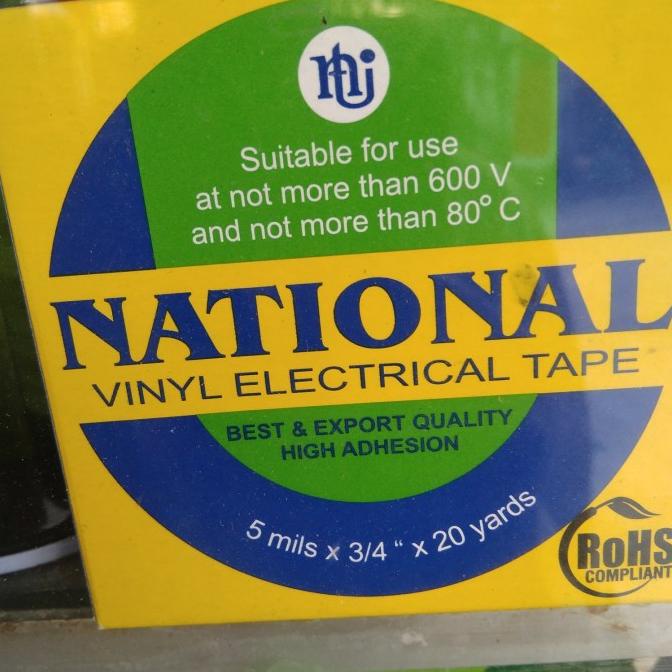 Suitable for use
at not more than 600 V
and not more than 80° C
NATIONAL
VINYL ELECTRICAL TAPE
BEST & EXPORT QUALITY
HIGH ADHESION
5 mils x 3/4 " x 20 yards
RoHS
COMPLIANT